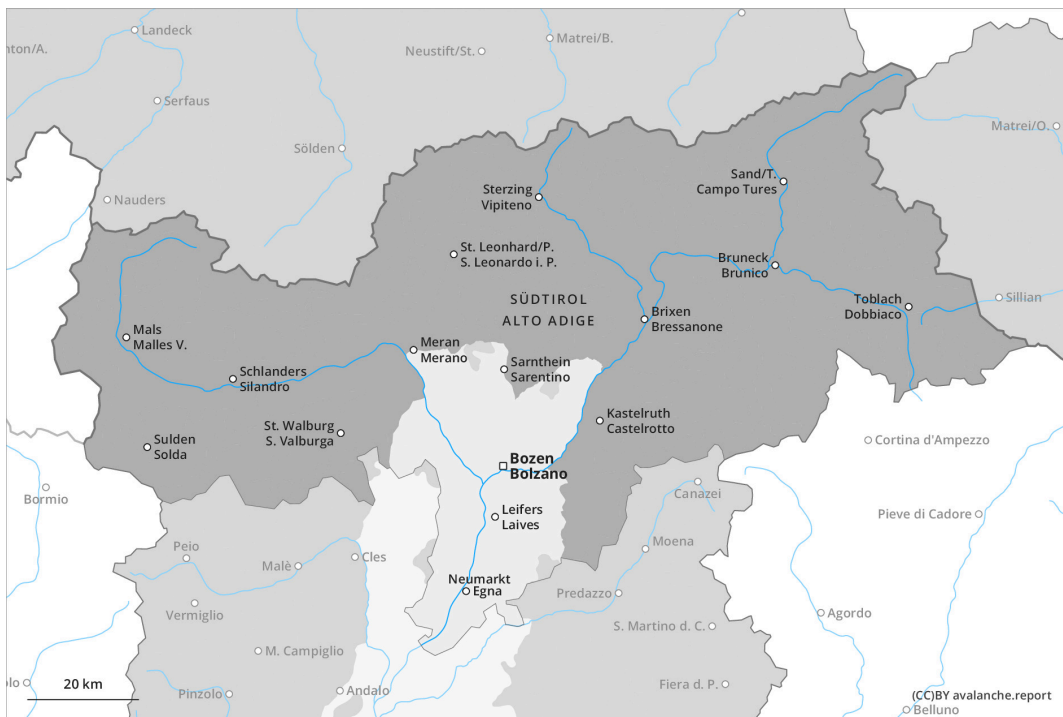 Landeck
nton/A.
Neustift/St.
Matrei/B.
Serfaus
Matrei/O.
Sölden
Nauders
Sterzing
Vipiteno
Sand/T.
Campo Tures
St. Leonhard/P.
S. Leonardo i. P.
Bruneck
Brunico
SÜDTIROL
ALTO ADIGE
Toblach
Dobbiaco
Sillian
Brixen
Bressanone
Mals
Malles V.
Meran
Merano
Sarnthein
Sarentino
Schlanders
Silandro
Kastelruth
Castelrotto
St. Walburg
S. Valburga
Sulden
Solda
Cortina d'Ampezzo
Bozen
Bolzano
Bormio
Canazei
Leifers
Laives
Pieve di Cadore
Peio
Malè
Cles
Moena
Neumarkt
Egna
Predazzo
Vermiglio
Agordo
S. Martino d. C.
M. Campiglio
olo
20 km
Pinzolo
Andalo
Fiera d. P.
(CC)BY avalanche.report
Belluno